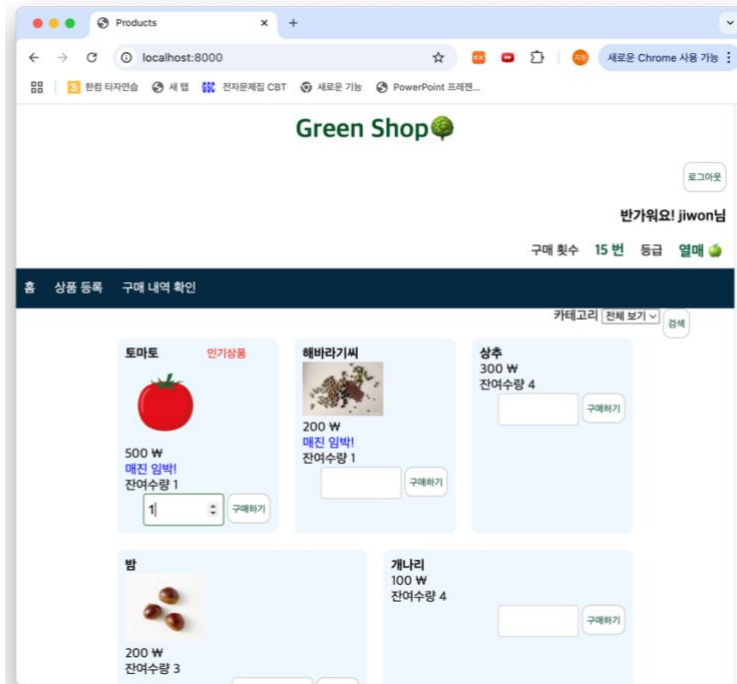 Products
localhost:8000
새로운 Chrome 사용 가능
한컴 타자연습
새 탭
전자문제집 CBT
새로운 기능
PowerPoint 프레젠...
Green Shop
로그아웃
반가워요! jiwon님
구매 횟수 15 번 등급 열매
홈 상품 등록 구매 내역 확인
카테고리 전체 보기 검색
토마토 인기상품
500 ₩
매진 임박!
잔여수량 1
1 구매하기
해바라기씨
200 ₩
매진 임박!
잔여수량 1
구매하기
상추
300 ₩
잔여수량 4
구매하기
밤
200 ₩
잔여수량 3
개나리
100 ₩
잔여수량 4
구매하기